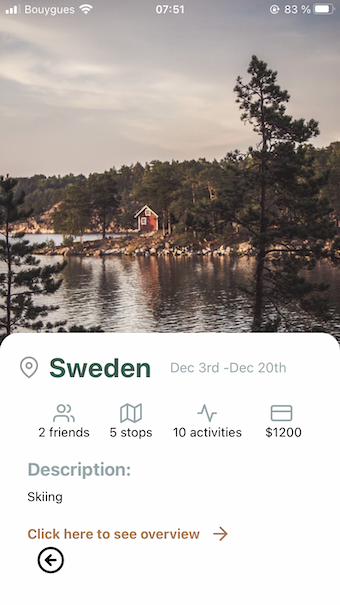 Bouygues 07:51 83 %
Sweden Dec 3rd -Dec 20th
2 friends 5 stops 10 activities $1200
Description:
Skiing
Click here to see overview